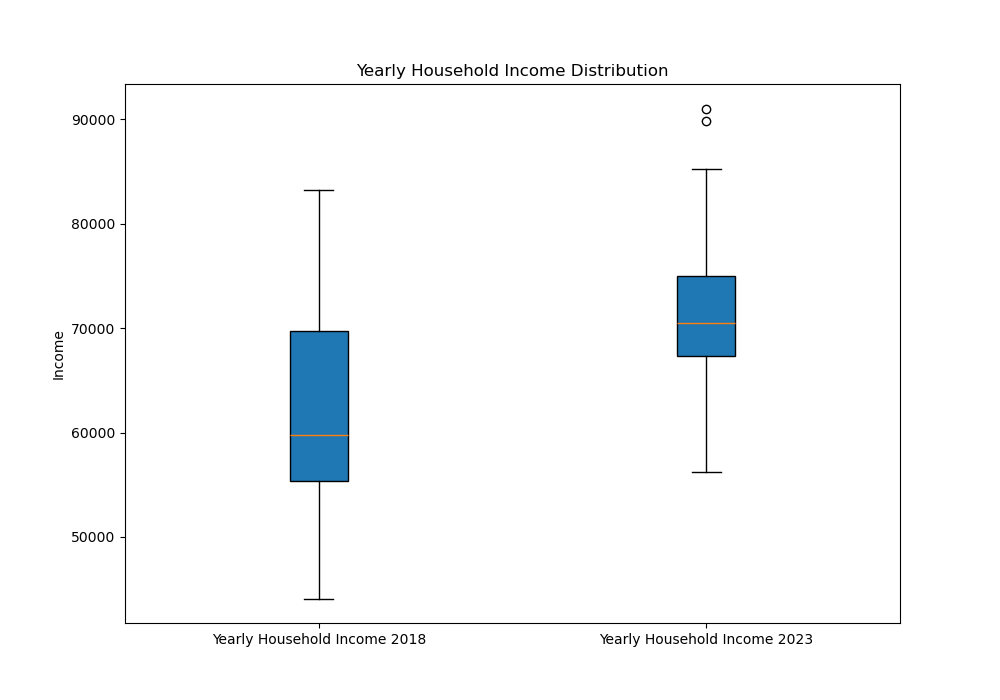 Yearly Household Income Distribution
90000
80000
70000
60000
50000
Income
Yearly Household Income 2018
Yearly Household Income 2023